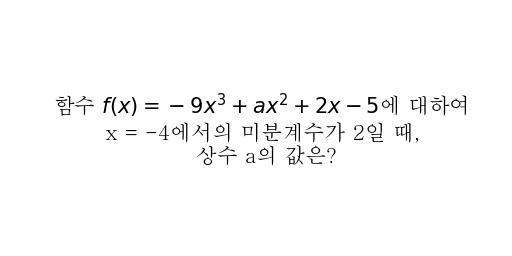 함수 f(x) = -9x³ + ax² + 2x - 5에 대하여
x = -4에서의 미분계수가 2일 때,
상수 a의 값은?